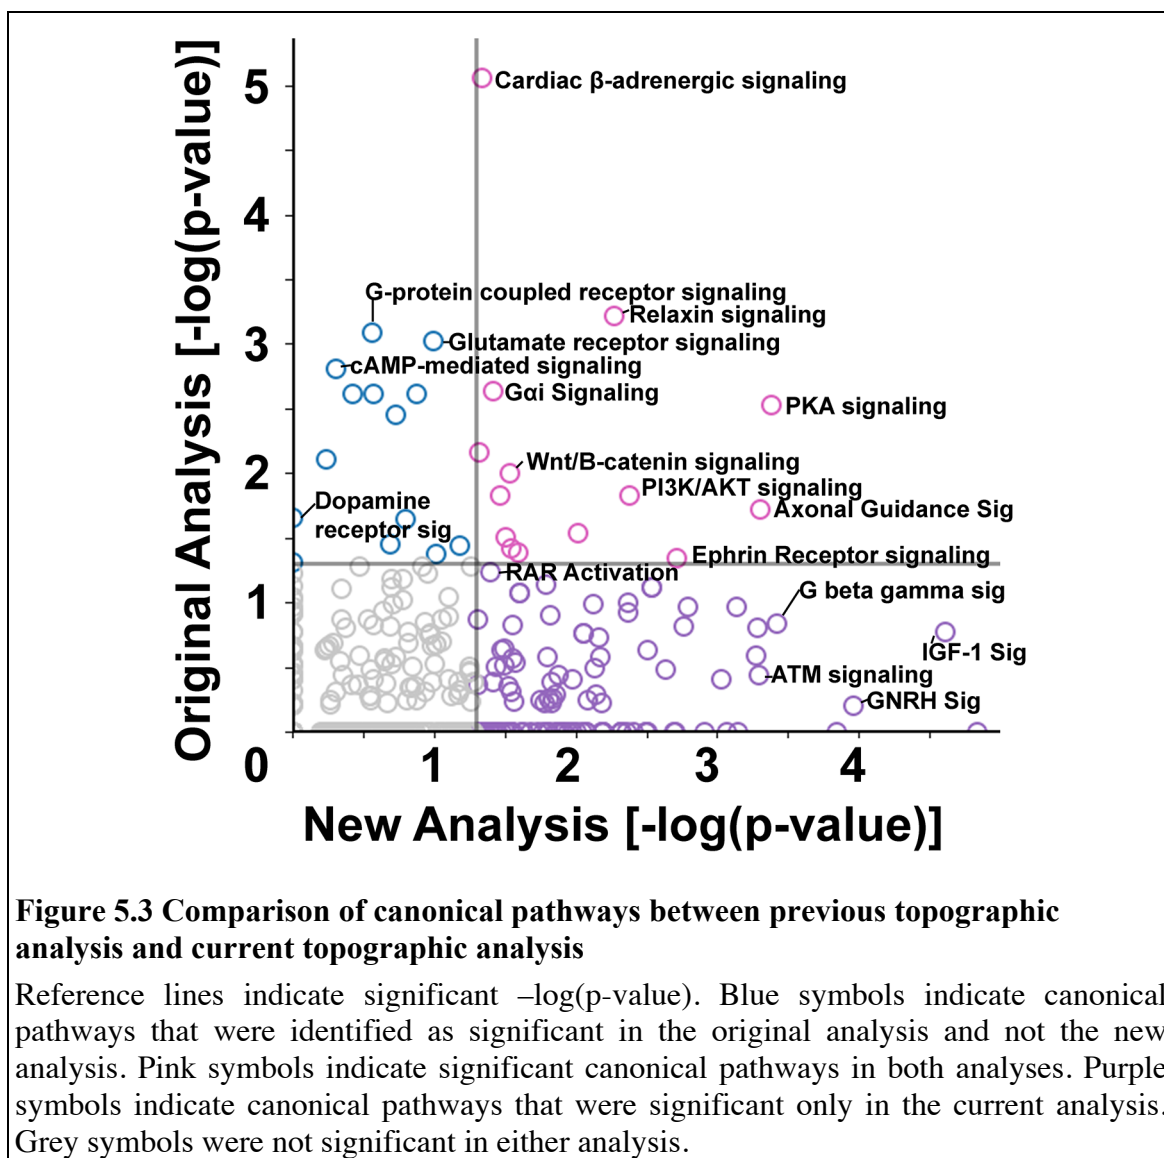 Original Analysis [-log(p-value)]
5
4
3
2
1
0
1
2
3
4
New Analysis [-log(p-value)]
Cardiac β-adrenergic signaling
G-protein coupled receptor signaling
Relaxin signaling
Glutamate receptor signaling
cAMP-mediated signaling
Gαi Signaling
PKA signaling
Wnt/B-catenin signaling
PI3K/AKT signaling
Dopamine
receptor sig
Axonal Guidance Sig
Ephrin Receptor signaling
RAR Activation
G beta gamma sig
IGF-1 Sig
ATM signaling
GNRH Sig
Figure 5.3 Comparison of canonical pathways between previous topographic
analysis and current topographic analysis
Reference lines indicate significant –log(p-value). Blue symbols indicate canonical
pathways that were identified as significant in the original analysis and not the new
analysis. Pink symbols indicate significant canonical pathways in both analyses. Purple
symbols indicate canonical pathways that were significant only in the current analysis.
Grey symbols were not significant in either analysis.